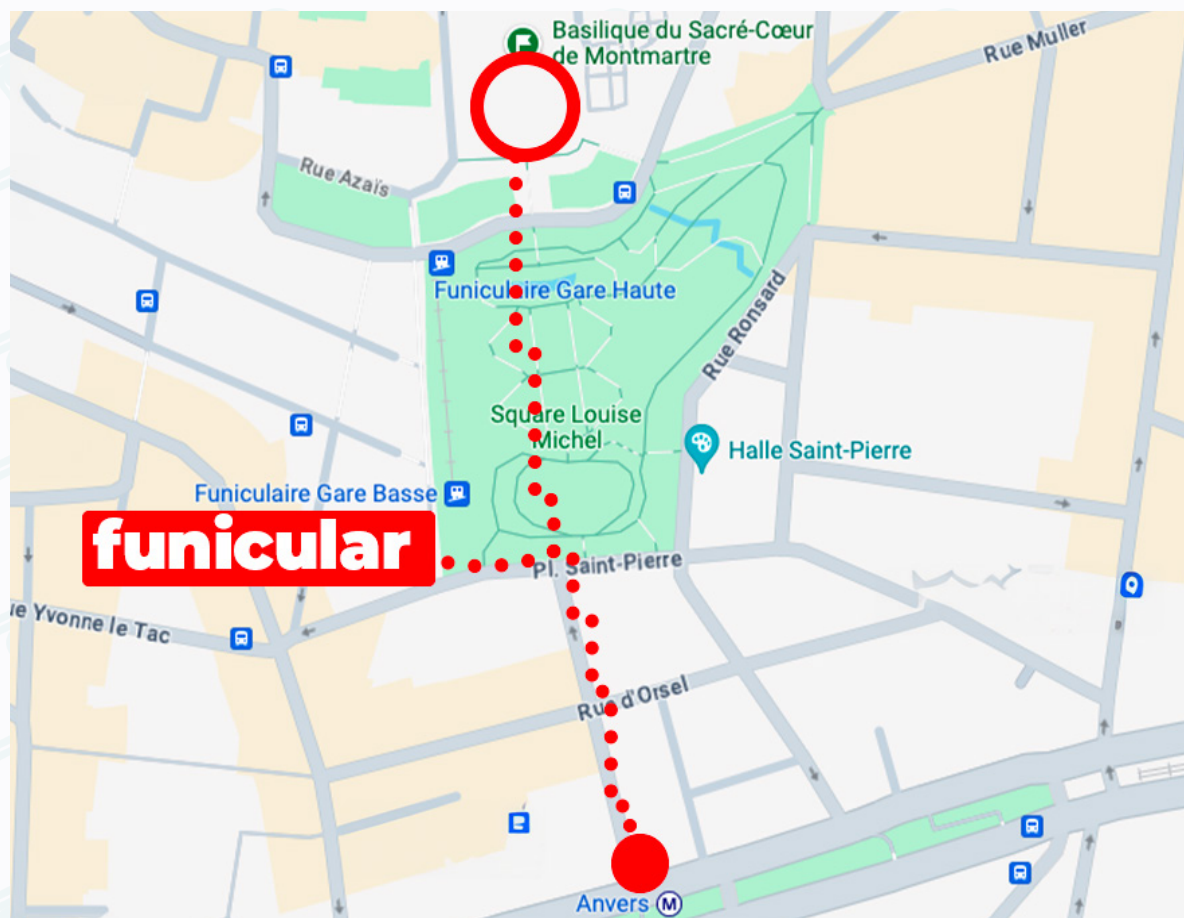 Basilique du Sacré-Cœur
de Montmartre
Rue Muller
Rue Azaïs
Funiculaire Gare Haute
Rue Ronsard
Square Louise
Michel
Halle Saint-Pierre
Funiculaire Gare Basse
funicular
Pl. Saint-Pierre
ue Yvonne le Tac
Rue d'Orsel
Anvers M